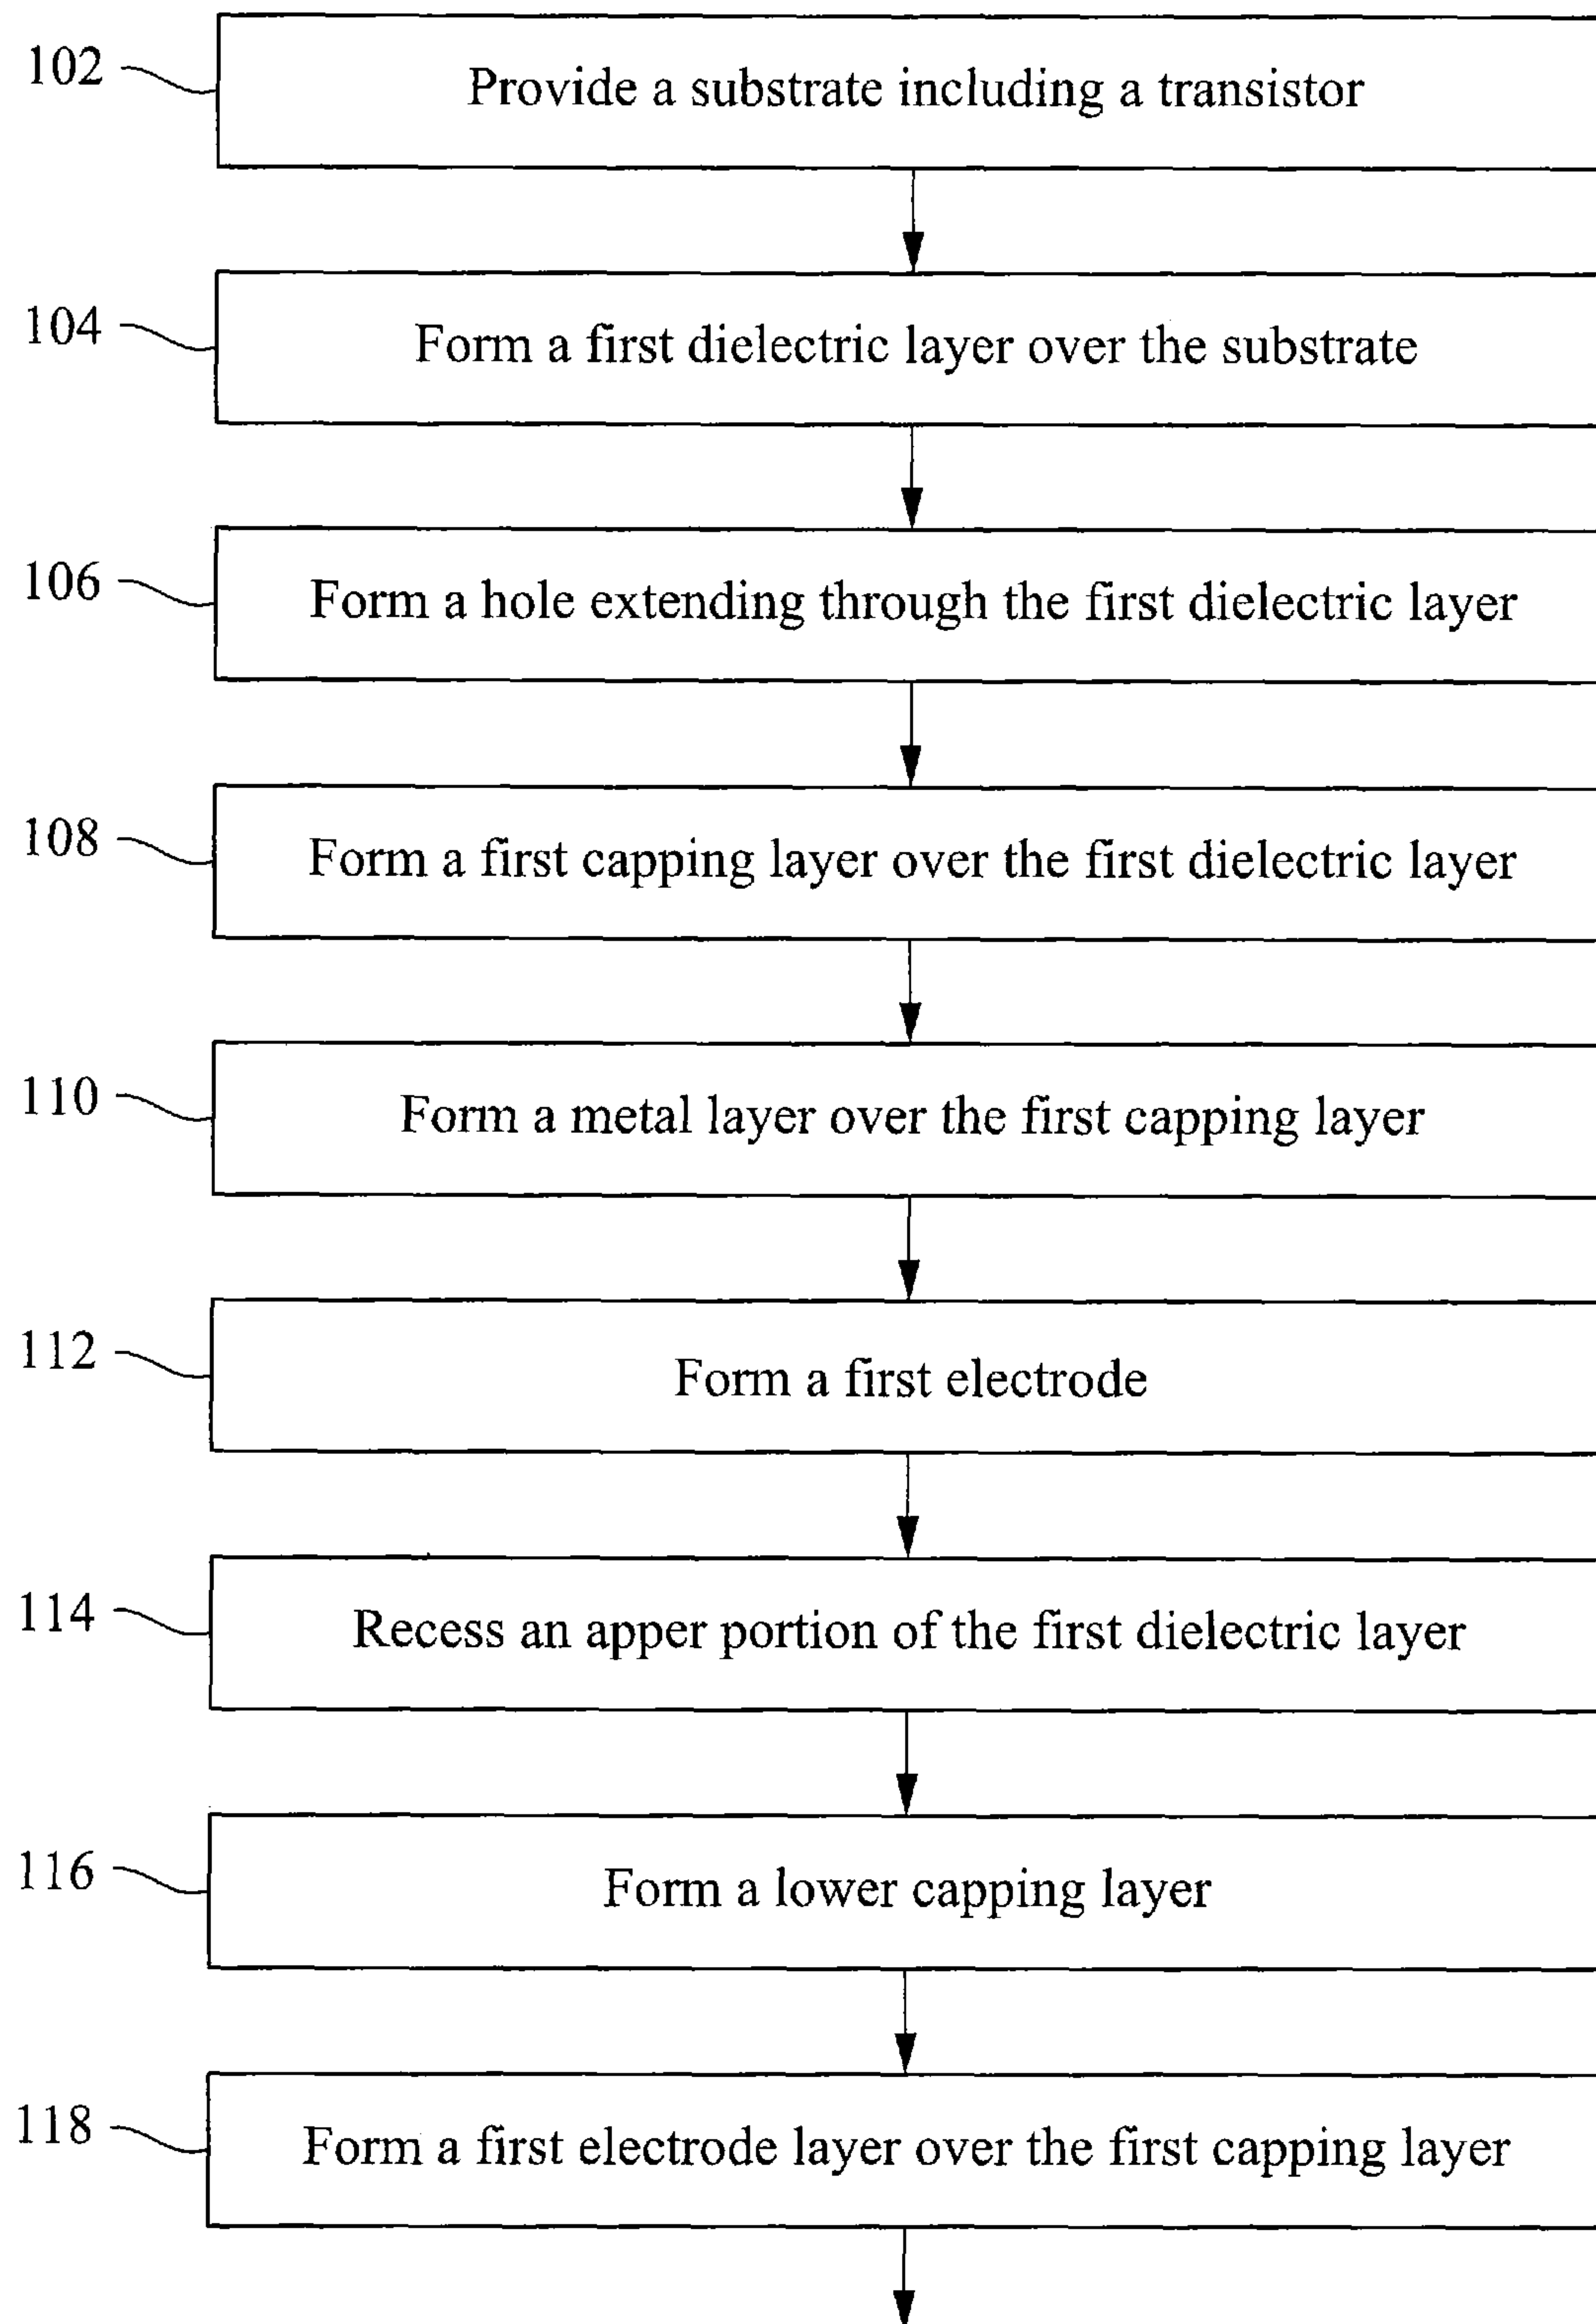 102 Provide a substrate including a transistor
104 Form a first dielectric layer over the substrate
106 Form a hole extending through the first dielectric layer
108 Form a first capping layer over the first dielectric layer
110 Form a metal layer over the first capping layer
112 Form a first electrode
114 Recess an apper portion of the first dielectric layer
116 Form a lower capping layer
118 Form a first electrode layer over the first capping layer